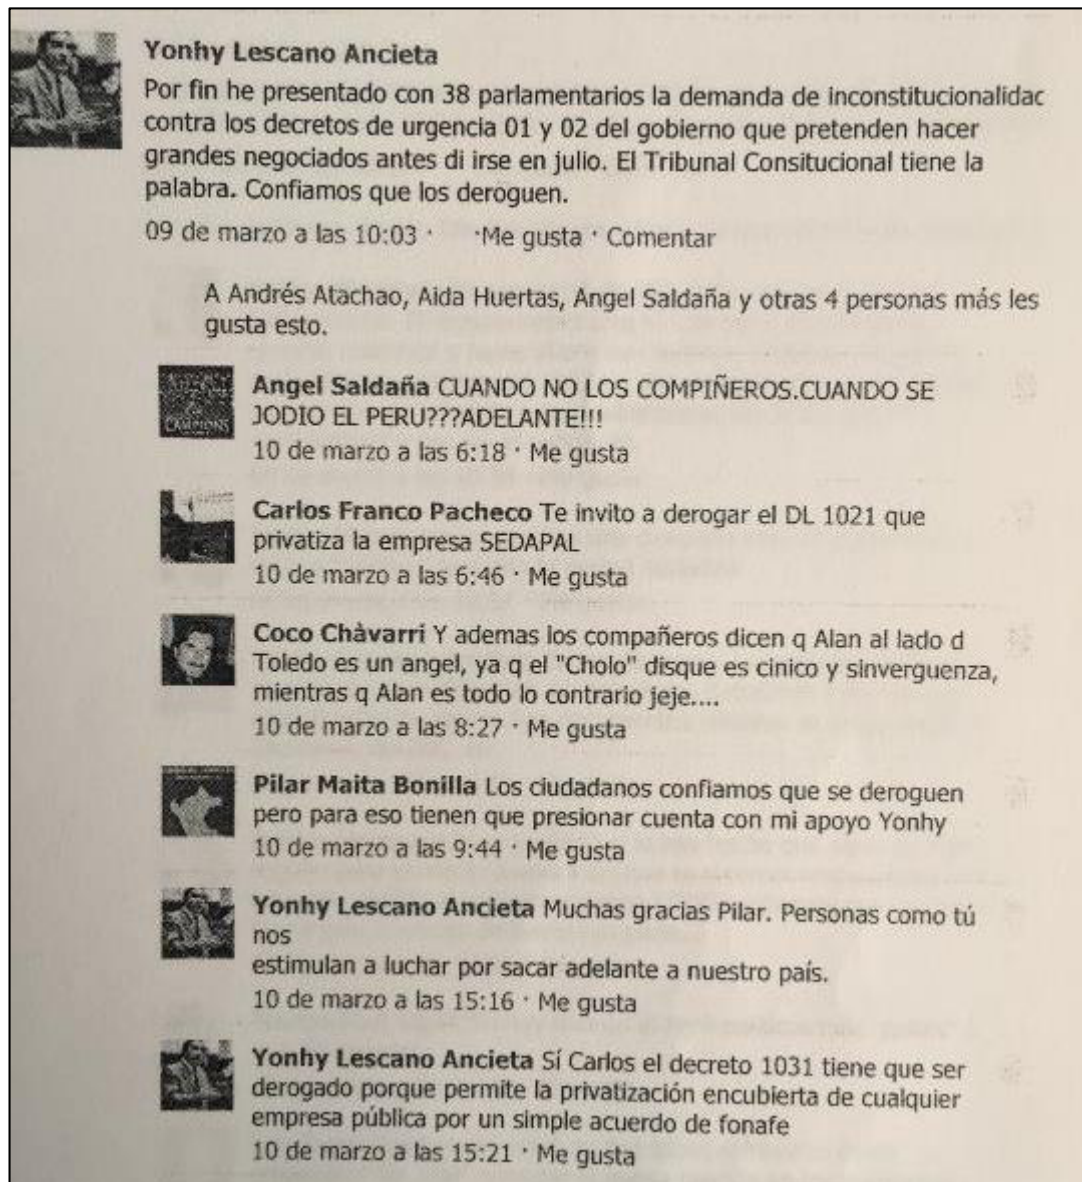 Yonhy Lescano Ancieta
Por fin he presentado con 38 parlamentarios la demanda de inconstitucionalidac
contra los decretos de urgencia 01 y 02 del gobierno que pretenden hacer
grandes negociados antes di irse en julio. El Tribunal Consitucional tiene la
palabra. Confiamos que los deroguen.
09 de marzo a las 10:03 · ·Me gusta · Comentar
A Andrés Atachao, Aida Huertas, Angel Saldaña y otras 4 personas más les
gusta esto.
CAMPIONS
Angel Saldaña CUANDO NO LOS COMPIÑEROS.CUANDO SE
JODIO EL PERU???ADELANTE!!!
10 de marzo a las 6:18 · Me gusta
Carlos Franco Pacheco Te invito a derogar el DL 1021 que
privatiza la empresa SEDAPAL
10 de marzo a las 6:46 · Me gusta
Coco Chàvarri Y ademas los compañeros dicen q Alan al lado d
Toledo es un angel, ya q el "Cholo" disque es cinico y sinverguenza,
mientras q Alan es todo lo contrario jeje....
10 de marzo a las 8:27 · Me gusta
Pilar Maita Bonilla Los ciudadanos confiamos que se deroguen
pero para eso tienen que presionar cuenta con mi apoyo Yonhy
10 de marzo a las 9:44 · Me gusta
Yonhy Lescano Ancieta Muchas gracias Pilar. Personas como tú
nos
estimulan a luchar por sacar adelante a nuestro país.
10 de marzo a las 15:16 · Me gusta
Yonhy Lescano Ancieta Sí Carlos el decreto 1031 tiene que ser
derogado porque permite la privatización encubierta de cualquier
empresa pública por un simple acuerdo de fonafe
10 de marzo a las 15:21 · Me gusta